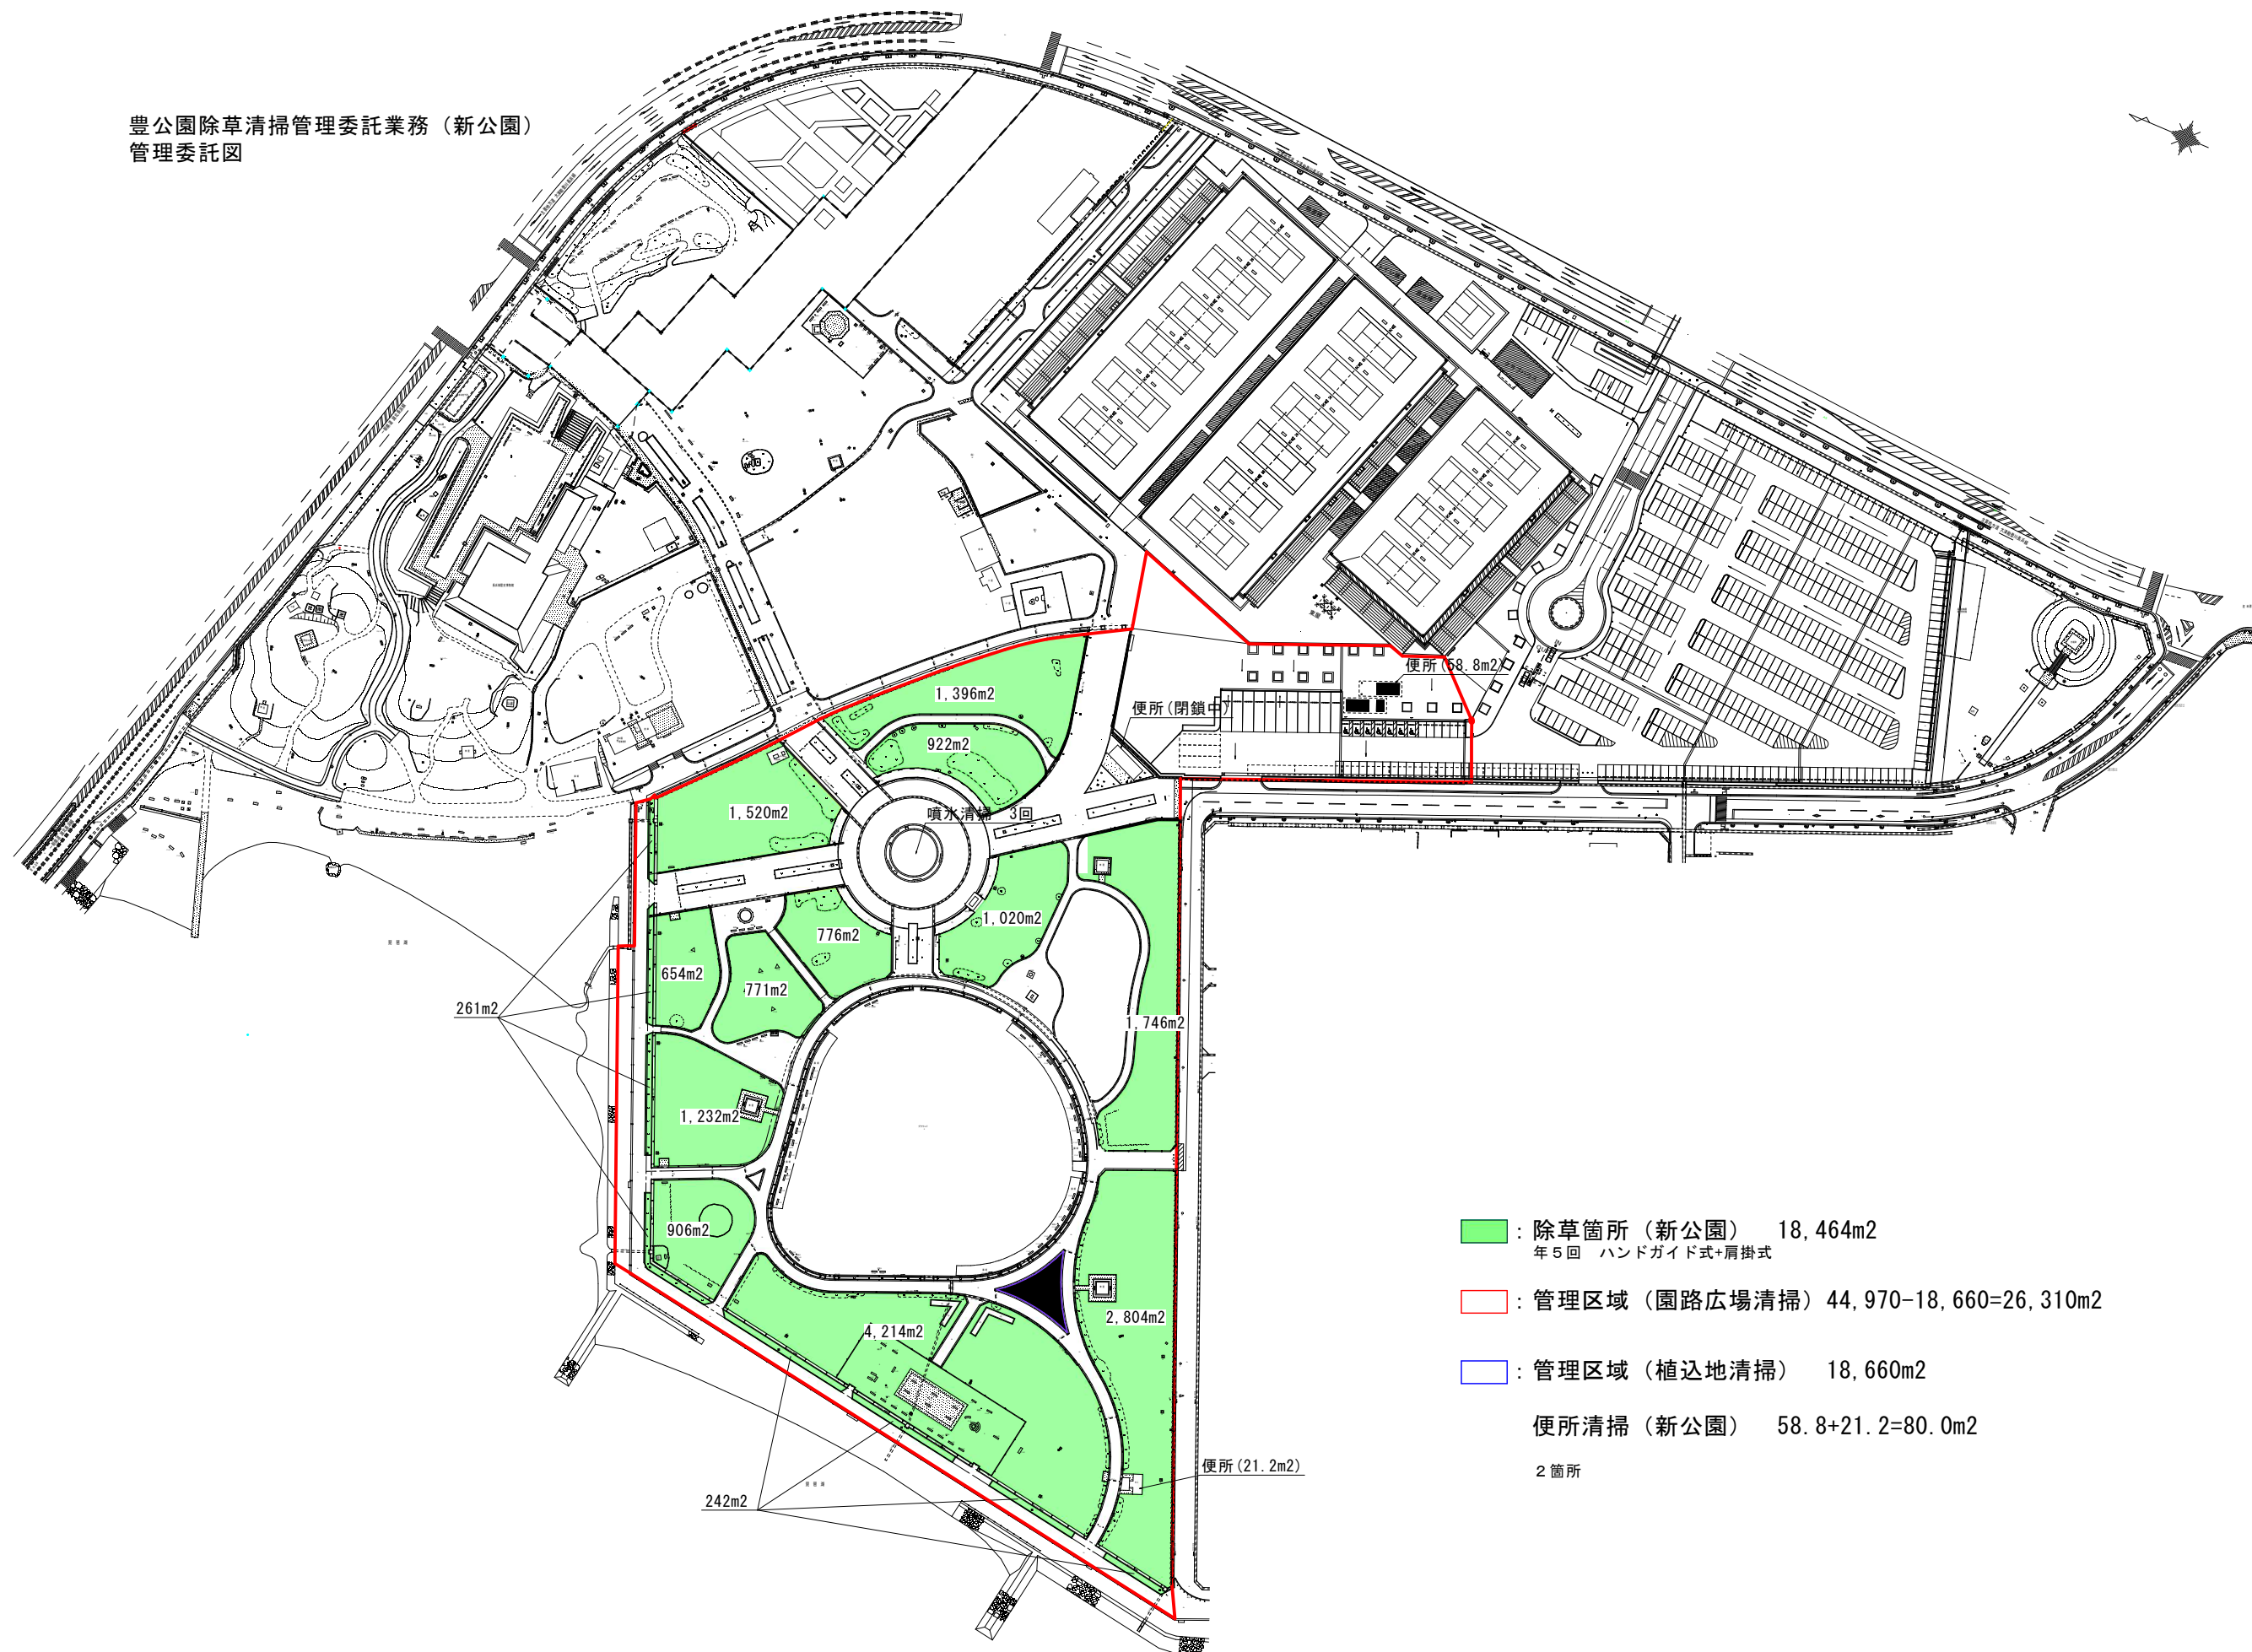 豊公園除草清掃管理委託業務（新公園）
管理委託図
便所(58.8m2)
1,396m2
便所(閉鎖中)
922m2
1,520m2
噴水清掃　3回
1,020m2
776m2
654m2
771m2
261m2
1,746m2
1,232m2
906m2
4,214m2
2,804m2
242m2
便所(21.2m2)
：除草箇所（新公園）　18,464m2
年５回　ハンドガイド式+肩掛式
：管理区域（園路広場清掃）44,970-18,660=26,310m2
：管理区域（植込地清掃）　18,660m2
便所清掃（新公園）　58.8+21.2=80.0m2
２箇所